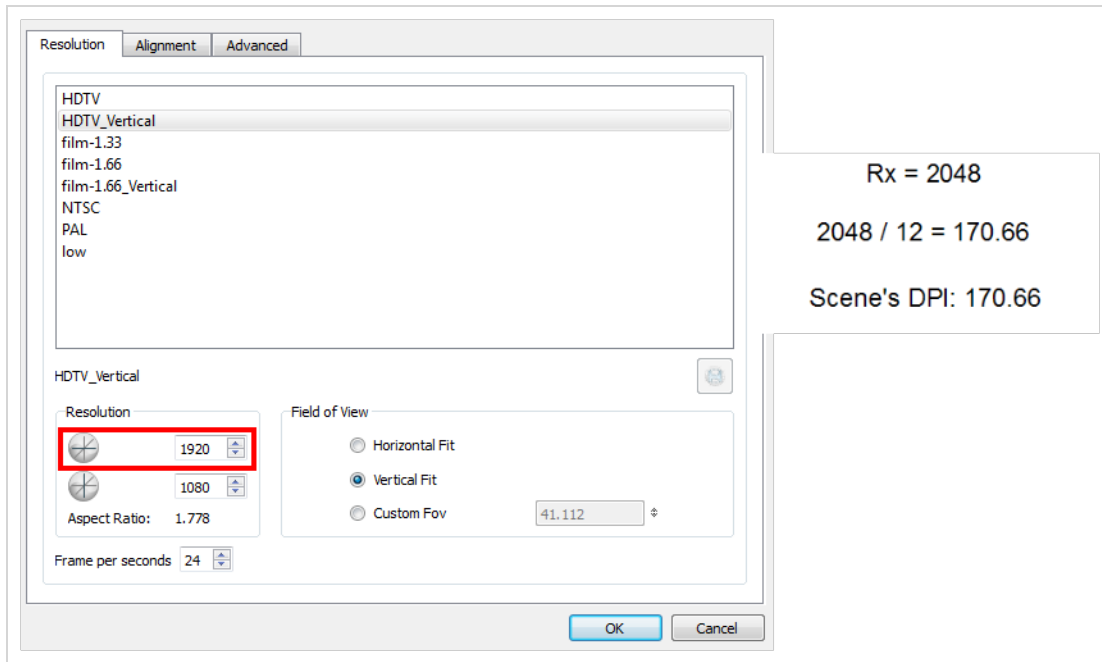 Resolution Alignment Advanced
HDTV
HDTV_Vertical
film-1.33
film-1.66
film-1.66_Vertical
NTSC
PAL
low
HDTV_Vertical
Resolution
1920
1080
Aspect Ratio: 1.778
Field of View
Horizontal Fit
Vertical Fit
Custom Fov 41.112
Frame per seconds 24
OK Cancel
Rx = 2048
2048 / 12 = 170.66
Scene's DPI: 170.66